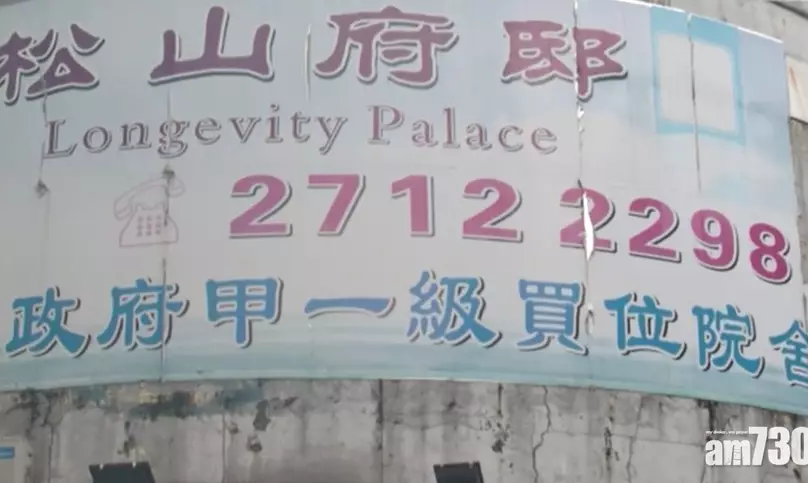 松山府邸
Longevity Palace
2712 2298
政府甲一級買位院舍
am730